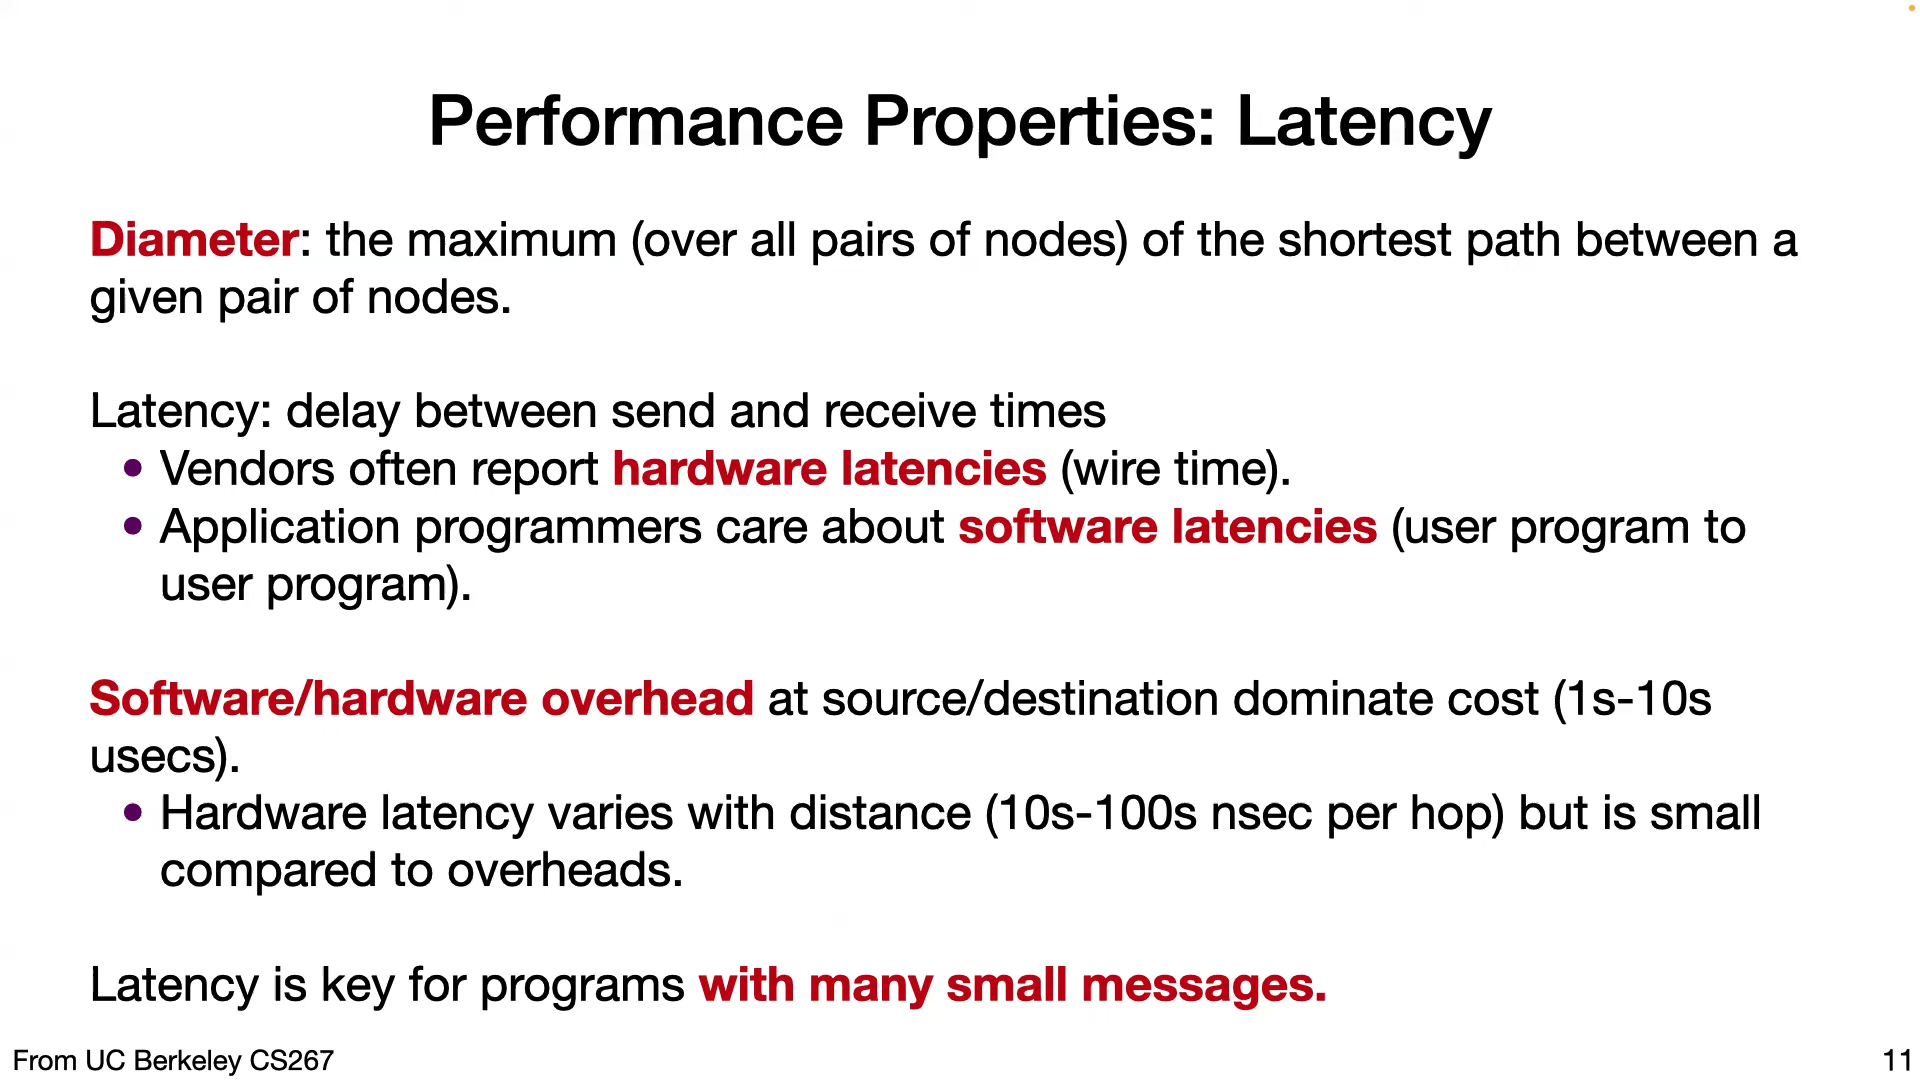 Performance Properties: Latency
Diameter: the maximum (over all pairs of nodes) of the shortest path between a
given pair of nodes.
Latency: delay between send and receive times
• Vendors often report hardware latencies (wire time).
• Application programmers care about software latencies (user program to
user program).
Software/hardware overhead at source/destination dominate cost (1s-10s
usecs).
• Hardware latency varies with distance (10s-100s nsec per hop) but is small
compared to overheads.
Latency is key for programs with many small messages.
From UC Berkeley CS267
11